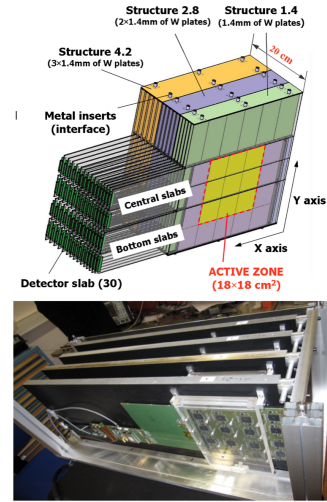 Structure 2.8
(2×1.4mm of W plates)
Structure 1.4
(1.4mm of W plates)
Structure 4.2
(3×1.4mm of W plates)
20 cm
Metal inserts
(interface)
Central slabs
Bottom slabs
Y axis
X axis
Detector slab (30)
ACTIVE ZONE
(18×18 cm²)